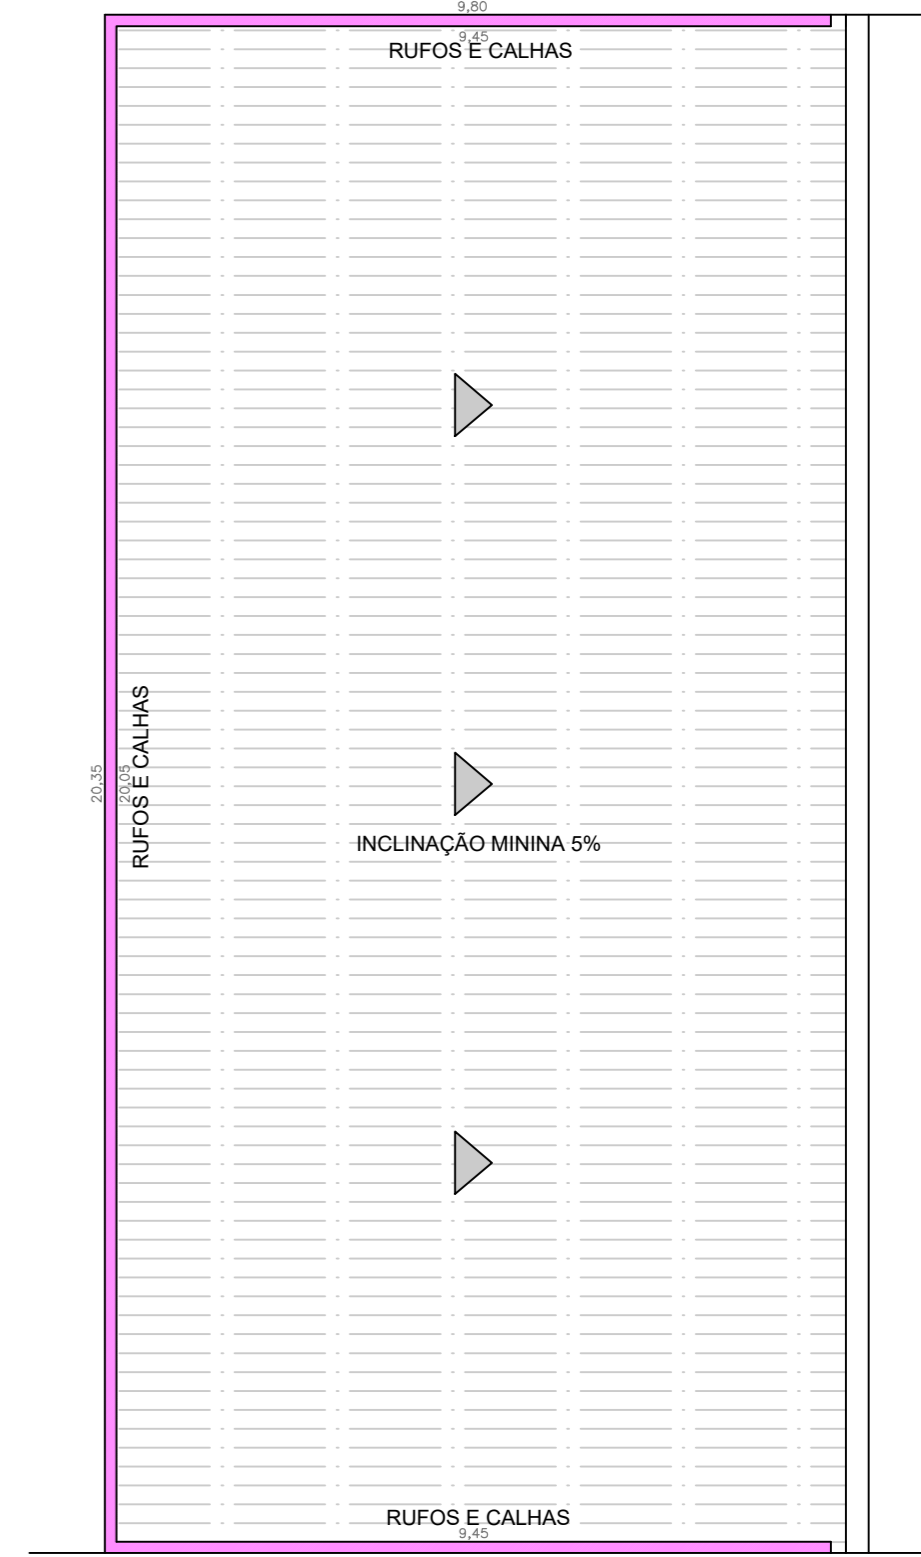 9,80
9,45
RUFOS E CALHAS
20,35
20,05
RUFOS E CALHAS
INCLINAÇÃO MININA 5%
RUFOS E CALHAS
9,45